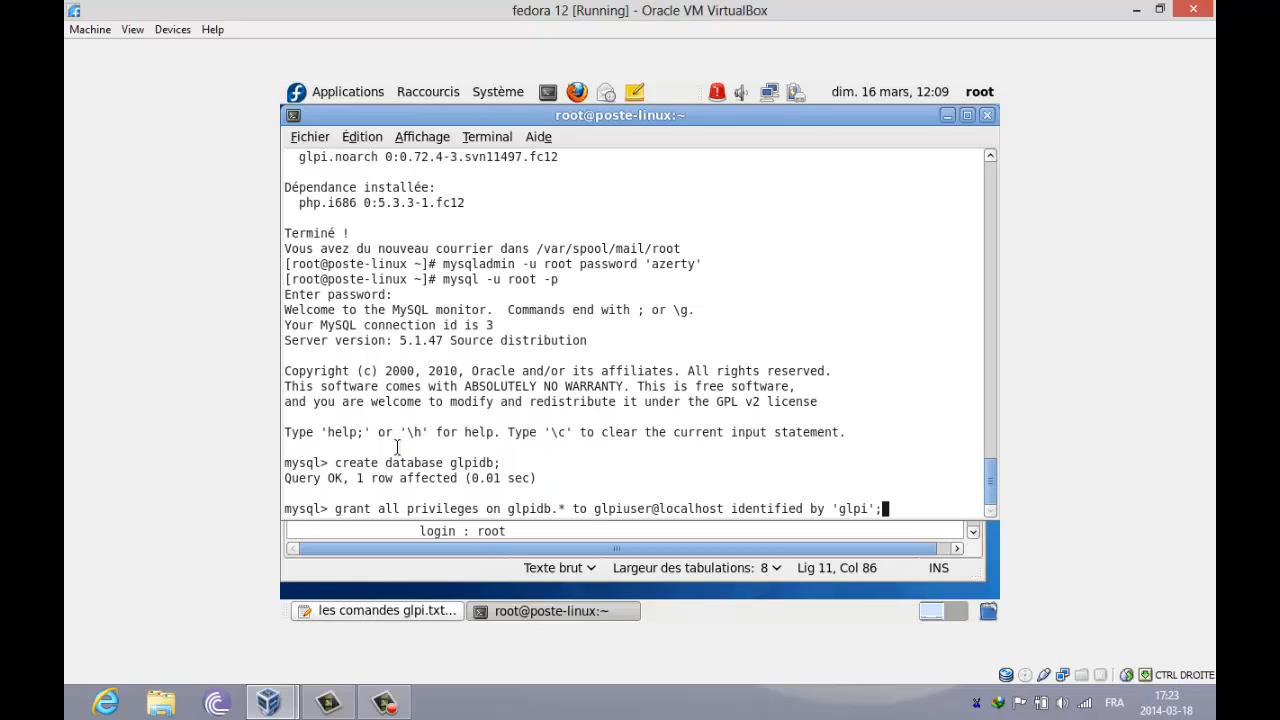 fedora 12 [Running] - Oracle VM VirtualBox
Machine View Devices Help
Applications Raccourcis Système dim. 16 mars, 12:09 root
root@poste-linux:~
Fichier Édition Affichage Terminal Aide
glpi.noarch 0:0.72.4-3.svn11497.fc12
Dépendance installée:
php.i686 0:5.3.3-1.fc12
Terminé !
Vous avez du nouveau courrier dans /var/spool/mail/root
[root@poste-linux ~]# mysqladmin -u root password 'azerty'
[root@poste-linux ~]# mysql -u root -p
Enter password:
Welcome to the MySQL monitor.  Commands end with ; or \g.
Your MySQL connection id is 3
Server version: 5.1.47 Source distribution
Copyright (c) 2000, 2010, Oracle and/or its affiliates. All rights reserved.
This software comes with ABSOLUTELY NO WARRANTY. This is free software,
and you are welcome to modify and redistribute it under the GPL v2 license
Type 'help;' or '\h' for help. Type '\c' to clear the current input statement.
mysql> create database glpidb;
Query OK, 1 row affected (0.01 sec)
mysql> grant all privileges on glpidb.* to glpiuser@localhost identified by 'glpi';
login : root
Texte brut Largeur des tabulations: 8 Lig 11, Col 86 INS
les comandes glpi.txt... root@poste-linux:~
CTRL DROITE
FRA 17:23
2014-03-18